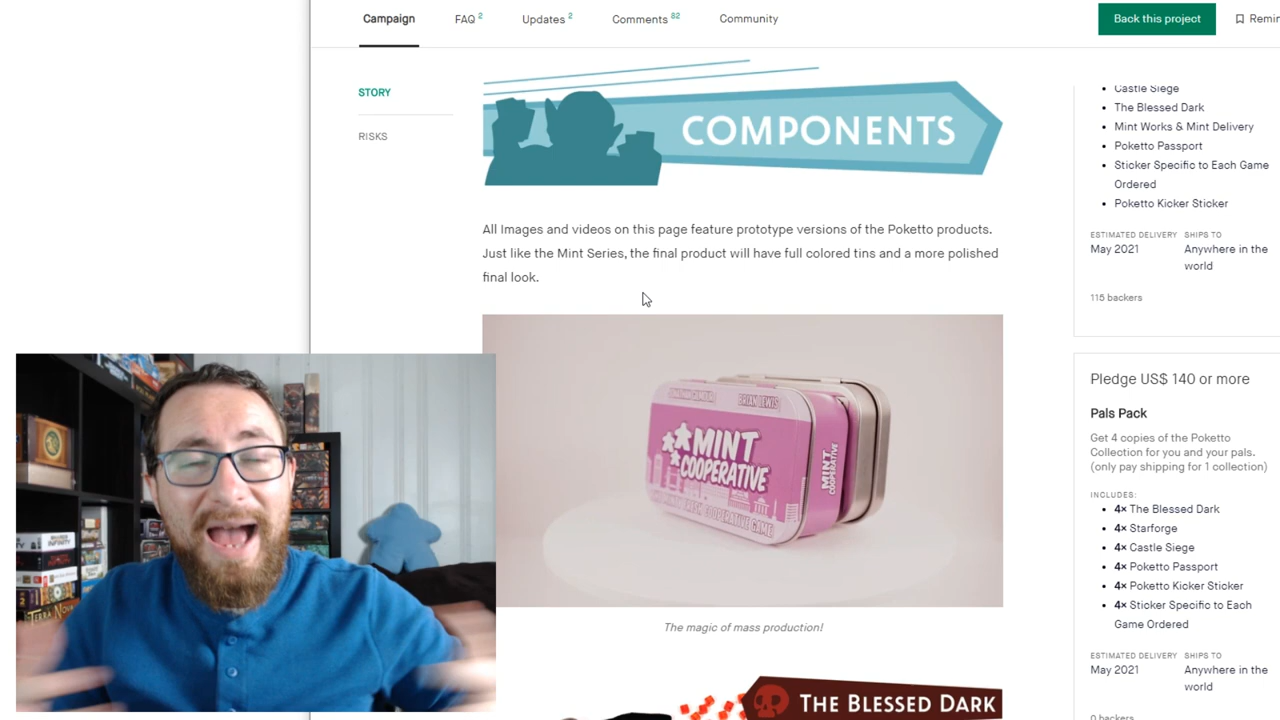 Campaign
FAQ 2
Updates 2
Comments 82
Community
Back this project
STORY
RISKS
COMPONENTS
All Images and videos on this page feature prototype versions of the Poketto products.
Just like the Mint Series, the final product will have full colored tins and a more polished
final look.
BRIAN LEWIS
MINT
COOPERATIVE
MINT
COOPERATIVE
The magic of mass production!
THE BLESSED DARK
TERRA NOVA
Castle Siege
The Blessed Dark
Mint Works & Mint Delivery
Poketto Passport
Sticker Specific to Each Game
Ordered
Poketto Kicker Sticker
ESTIMATED DELIVERY
May 2021
SHIPS TO
Anywhere in the
world
115 backers
Pledge US$ 140 or more
Pals Pack
Get 4 copies of the Poketto
Collection for you and your pals.
(only pay shipping for 1 collection)
INCLUDES:
4× The Blessed Dark
4× Starforge
4× Castle Siege
4× Poketto Passport
4× Poketto Kicker Sticker
4× Sticker Specific to Each
Game Ordered
ESTIMATED DELIVERY
May 2021
SHIPS TO
Anywhere in the
world
0 backers